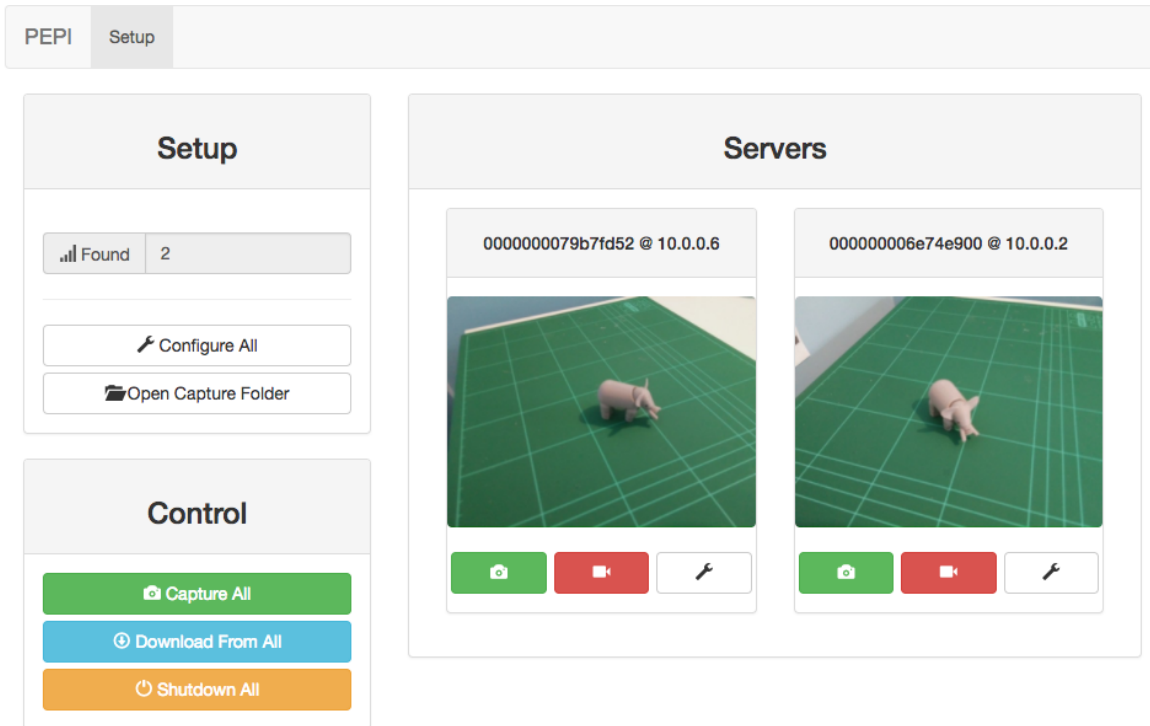 PEPI Setup
Setup
Found 2
Configure All
Open Capture Folder
Control
Capture All
Download From All
Shutdown All
Servers
0000000079b7fd52 @ 10.0.0.6
000000006e74e900 @ 10.0.0.2